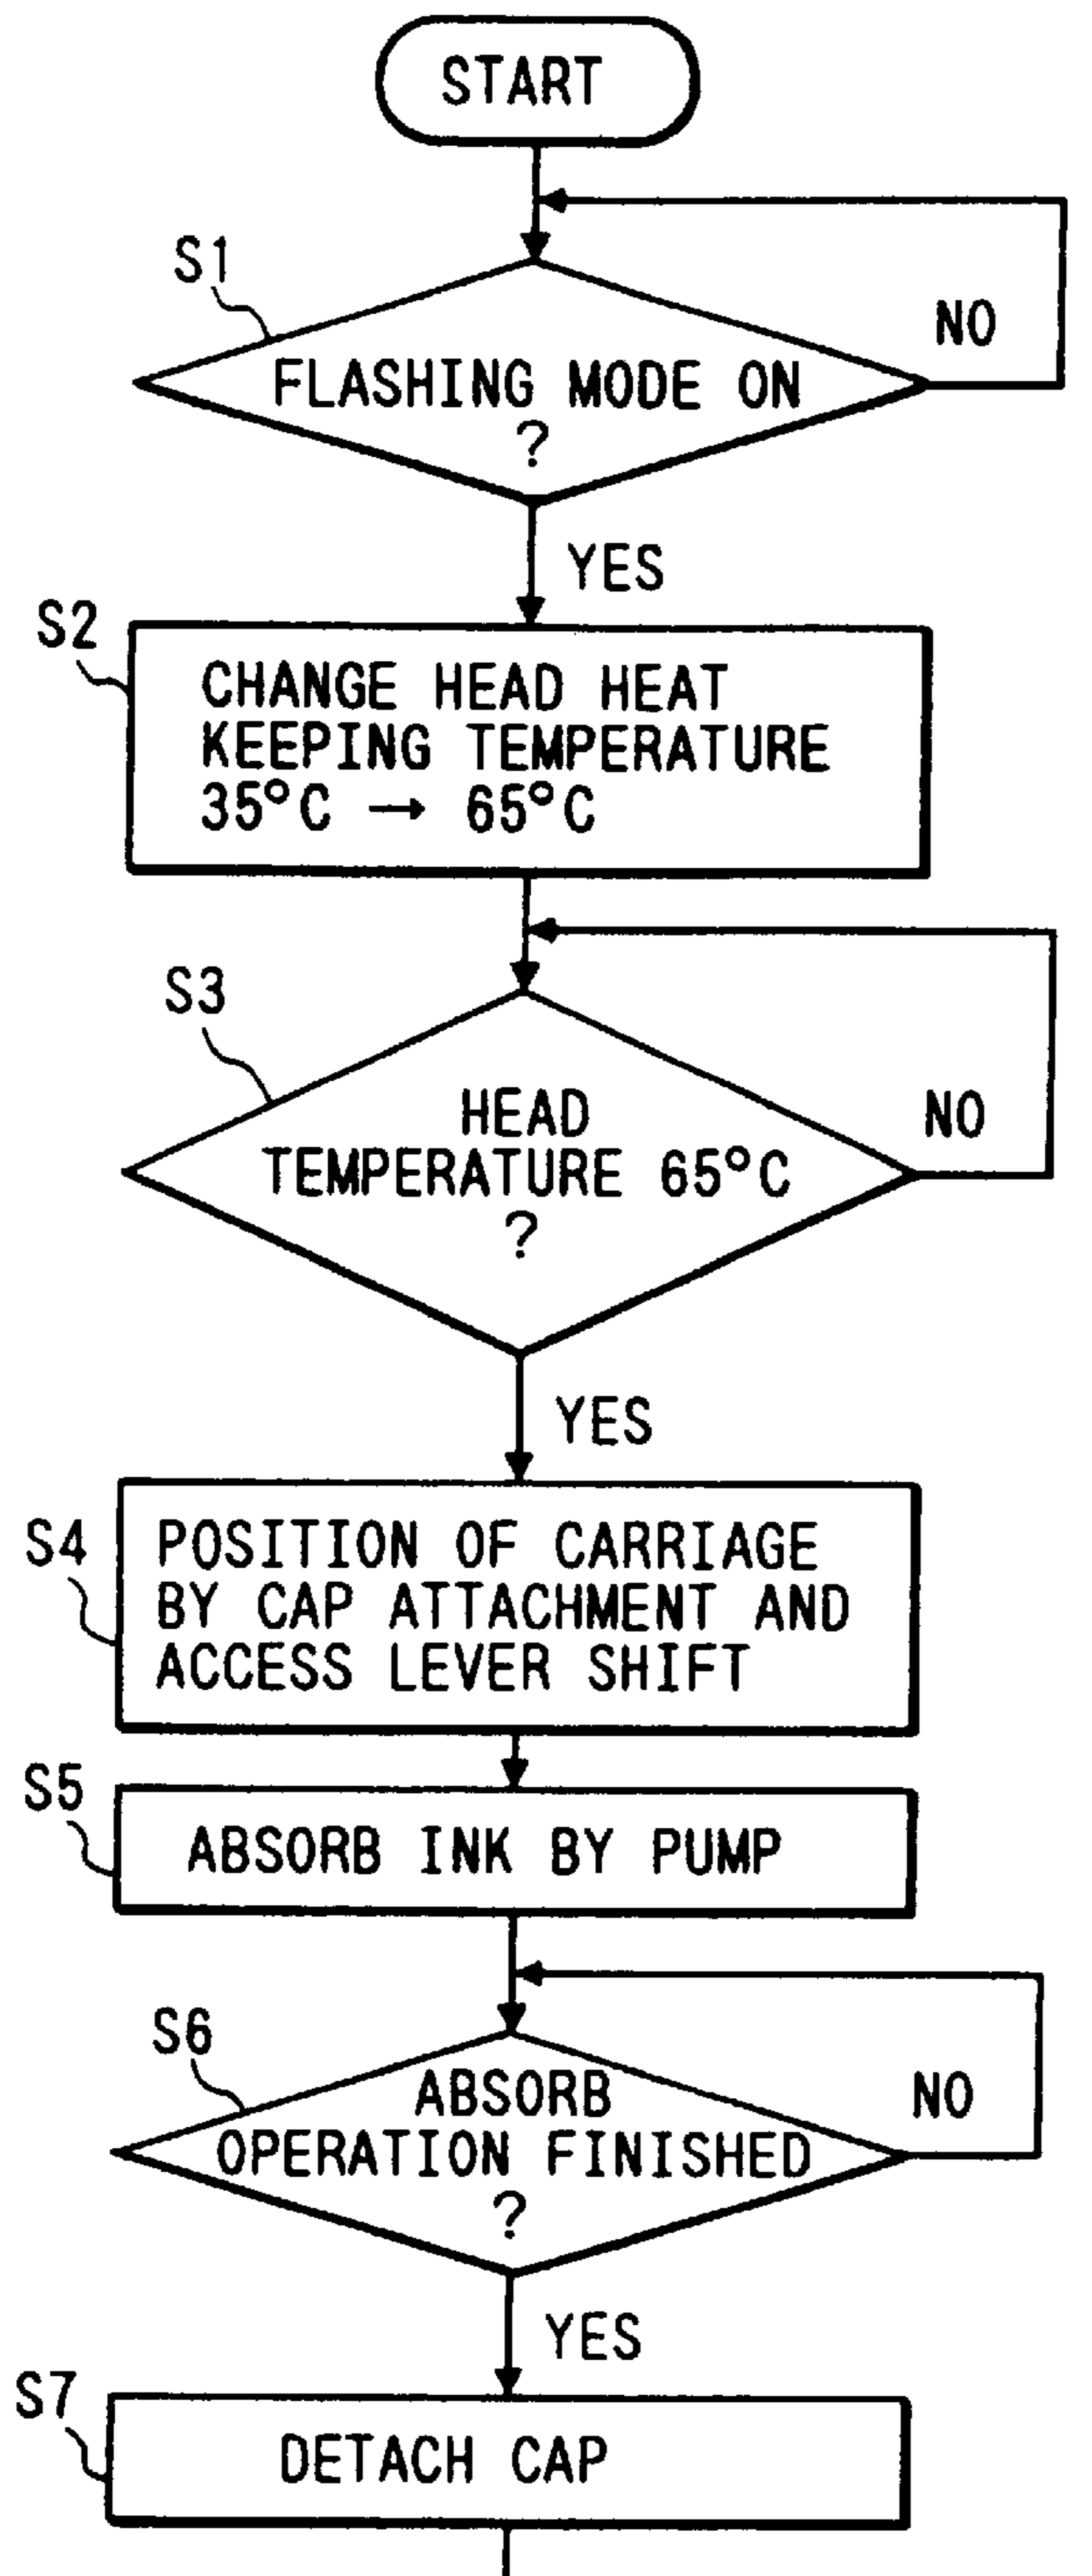 START
S1
NO
FLASHING MODE ON
?
YES
S2
CHANGE HEAD HEAT
KEEPING TEMPERATURE
35°C → 65°C
S3
HEAD
NO
TEMPERATURE 65°C
?
YES
S4
POSITION OF CARRIAGE
BY CAP ATTACHMENT AND
ACCESS LEVER SHIFT
S5
ABSORB INK BY PUMP
S6
ABSORB
NO
OPERATION FINISHED
?
YES
S7
DETACH CAP